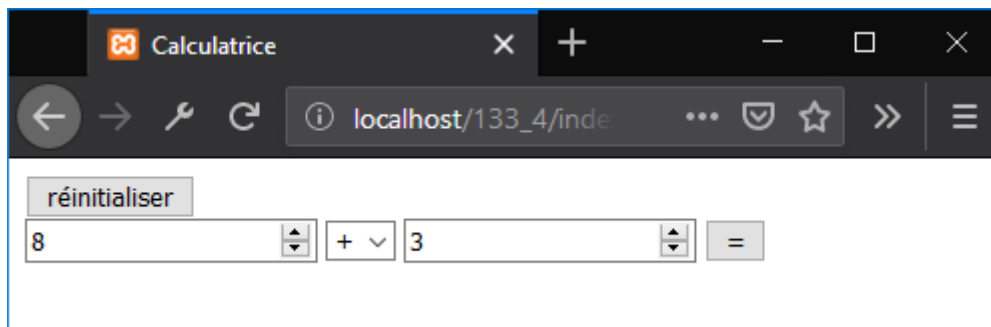 Calculatrice
localhost/133_4/inde
réinitialiser
8 + 3 =